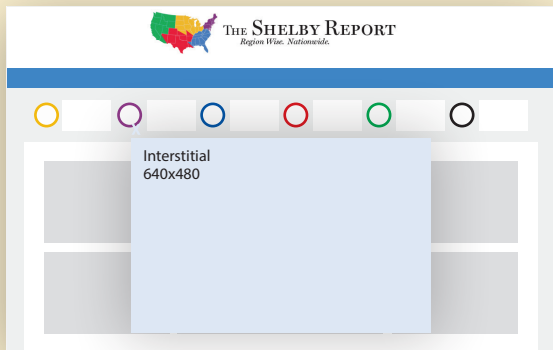 The Shelby Report
Region Wise. Nationwide.
Interstitial
640x480